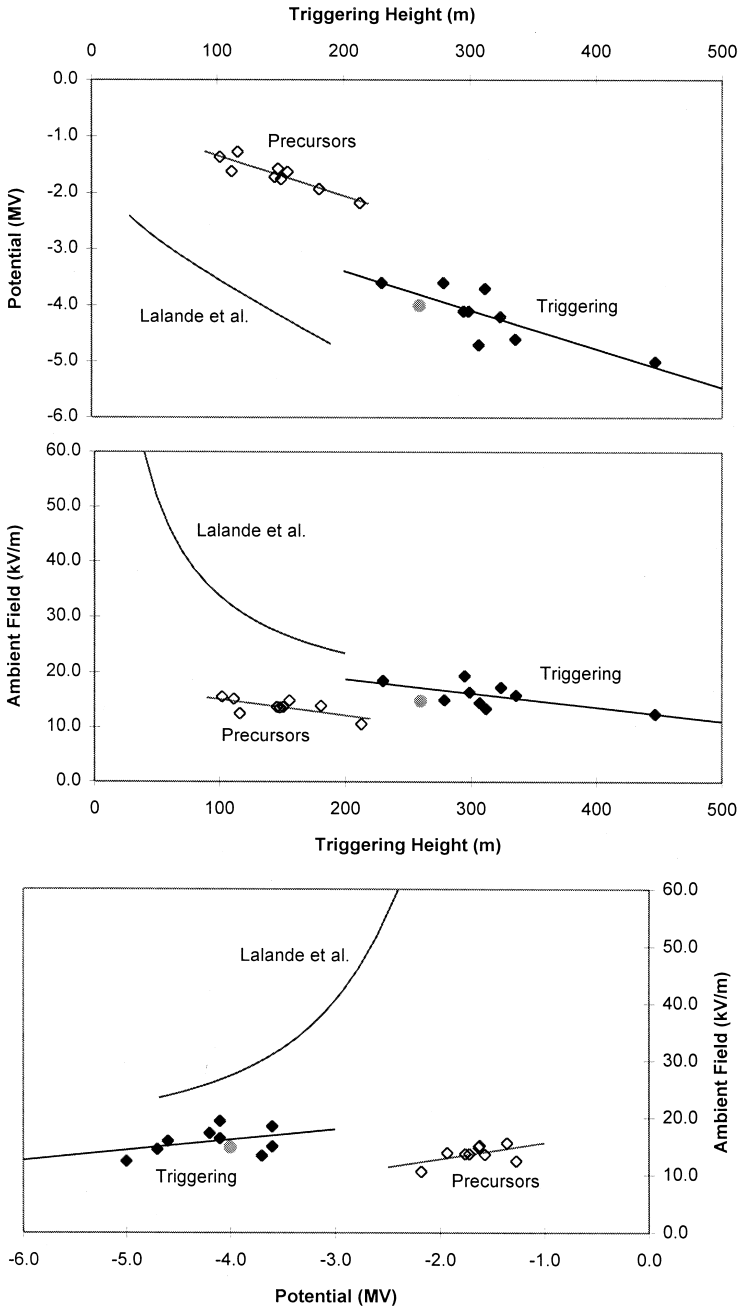 Triggering Height (m)
0 100 200 300 400 500
0.0
-1.0
Precursors
-2.0
Potential (MV)
-3.0
Lalande et al.
Triggering
-4.0
-5.0
-6.0
60.0
50.0
Lalande et al.
40.0
Ambient Field (kV/m)
30.0
20.0
Triggering
10.0
Precursors
0.0
0 100 200 300 400 500
Triggering Height (m)
60.0
Lalande et al.
50.0
40.0
Ambient Field (kV/m)
30.0
20.0
Triggering
Precursors
10.0
0.0
-6.0 -5.0 -4.0 -3.0 -2.0 -1.0 0.0
Potential (MV)